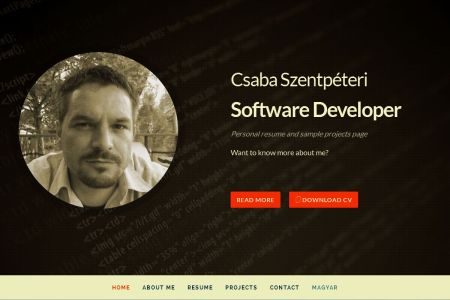 Csaba Szentpéteri
Software Developer
Personal resume and sample projects page
Want to know more about me?
READ MORE
DOWNLOAD CV
HOME
ABOUT ME
RESUME
PROJECTS
CONTACT
MAGYAR